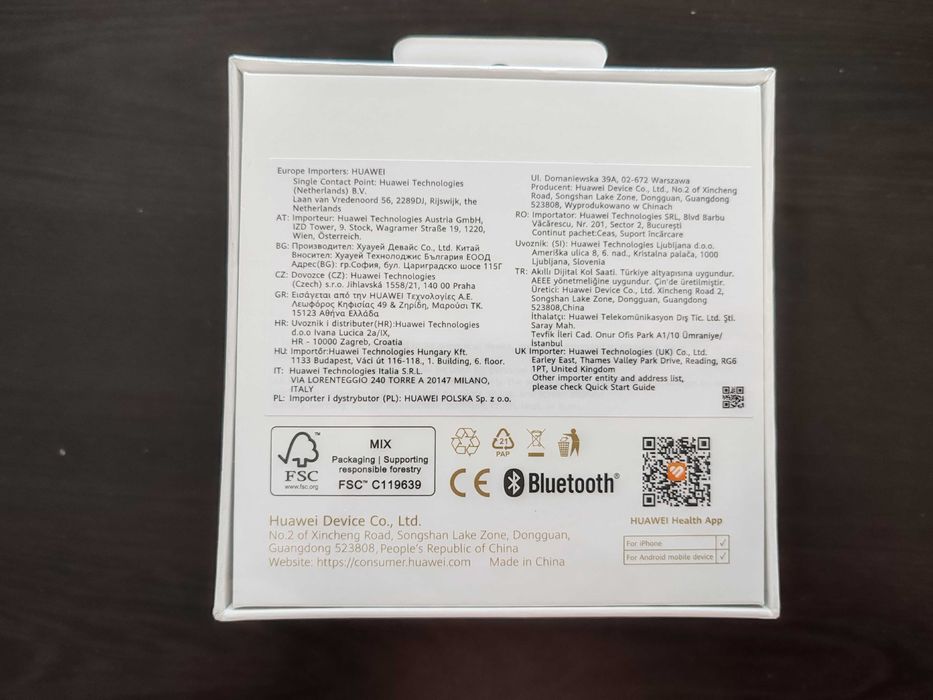 Europe Importers: HUAWEI
Single Contact Point: Huawei Technologies
(Netherlands) B.V.
Laan van Vredenoord 56, 2289DJ, Rijswijk, the
Netherlands
AT: Importeur: Huawei Technologies Austria GmbH,
IZD Tower, 9. Stock, Wagramer Straße 19, 1220,
Wien, Österreich.
BG: Производител: Хуауей Девайс Со., Ltd. Китай
Вносител: Хуауей Технолоджис България ЕООД
Адрес(BG): гр.София, бул. Цариградско шосе 115Г
CZ: Dovozce (CZ): Huawei Technologies
(Czech) s.r.o. Jihlavská 1558/21, 140 00 Praha
GR: Εισάγεται από την HUAWEI Τεχνολογίες Α.Ε.
Λεωφόρος Κηφισίας 49 & Ζηρίδη, Μαρούσι ΤΚ.
15123 Αθήνα Ελλάδα
HR: Uvoznik i distributer(HR):Huawei Technologies
d.o.o Ivana Lucica 2a/IX,
HR - 10000 Zagreb, Croatia
HU: Importőr:Huawei Technologies Hungary Kft.
1133 Budapest, Váci út 116-118., 1. Building, 6. floor.
IT: Huawei Technologies Italia S.R.L.
VIA LORENTEGGIO 240 TORRE A 20147 MILANO,
ITALY
PL: Importer i dystrybutor (PL): HUAWEI POLSKA Sp. z o.o.
Ul. Domaniewska 39A, 02-672 Warszawa
Producent: Huawei Device Co., Ltd., No.2 of Xincheng
Road, Songshan Lake Zone, Dongguan, Guangdong
523808, Wyprodukowano w Chinach
RO: Importator: Huawei Technologies SRL, Blvd Barbu
Văcărescu, Nr. 201, Sector 2, București
Continut pachet:Ceas, Suport încărcare
Uvoznik (SI): Huawei Technologies Ljubljana d.o.o.
Ameriška ulica 8, 6. nad., Kristalna palača, 1000
Ljubljana, Slovenia
TR: Akıllı Dijital Kol Saati. Türkiye altyapısına uygundur.
AEEE yönetmeliğine uygundur. Çin'de üretilmiştir.
Üretici: Huawei Device Co., Ltd. Xincheng Road 2,
Songshan Lake Zone, Dongguan, Guangdong
523808,China
İthalatçı: Huawei Telekomünikasyon Dış Tic. Ltd. Şti.
Saray Mah.
Tevfik İleri Cad. Onur Ofis Park A1/10 Ümraniye/
İstanbul
UK Importer: Huawei Technologies (UK) Co., Ltd.
Earley East, Thames Valley Park Drive, Reading, RG6
1PT, United Kingdom
Other importer entity and address list,
please check Quick Start Guide
FSC
www.fsc.org
MIX
Packaging | Supporting
responsible forestry
FSC™ C119639
21
PAP
CE
Bluetooth®
HUAWEI Health App
For iPhone ✓
For Android mobile device ✓
Huawei Device Co., Ltd.
No.2 of Xincheng Road, Songshan Lake Zone, Dongguan,
Guangdong 523808, People's Republic of China
Website: https://consumer.huawei.com Made in China